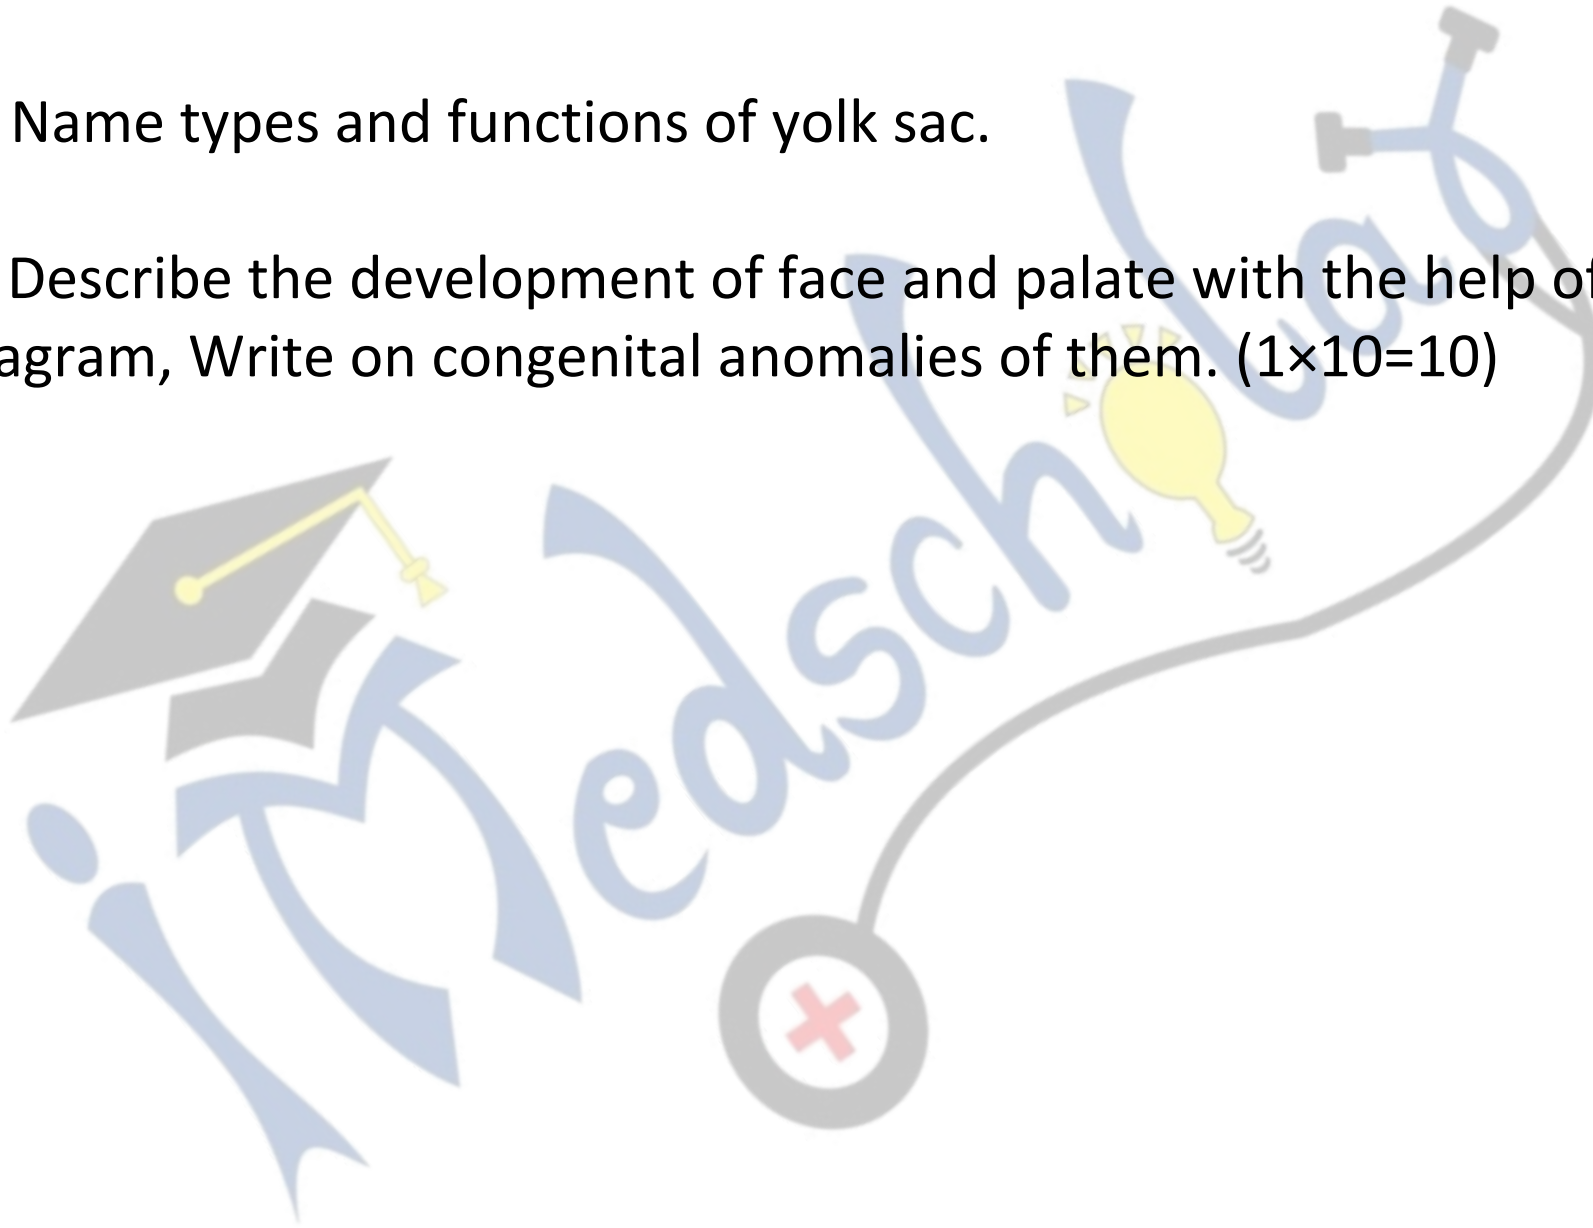 Name types and functions of yolk sac.
Describe the development of face and palate with the help of
agram, Write on congenital anomalies of them. (1×10=10)
iMedscholar